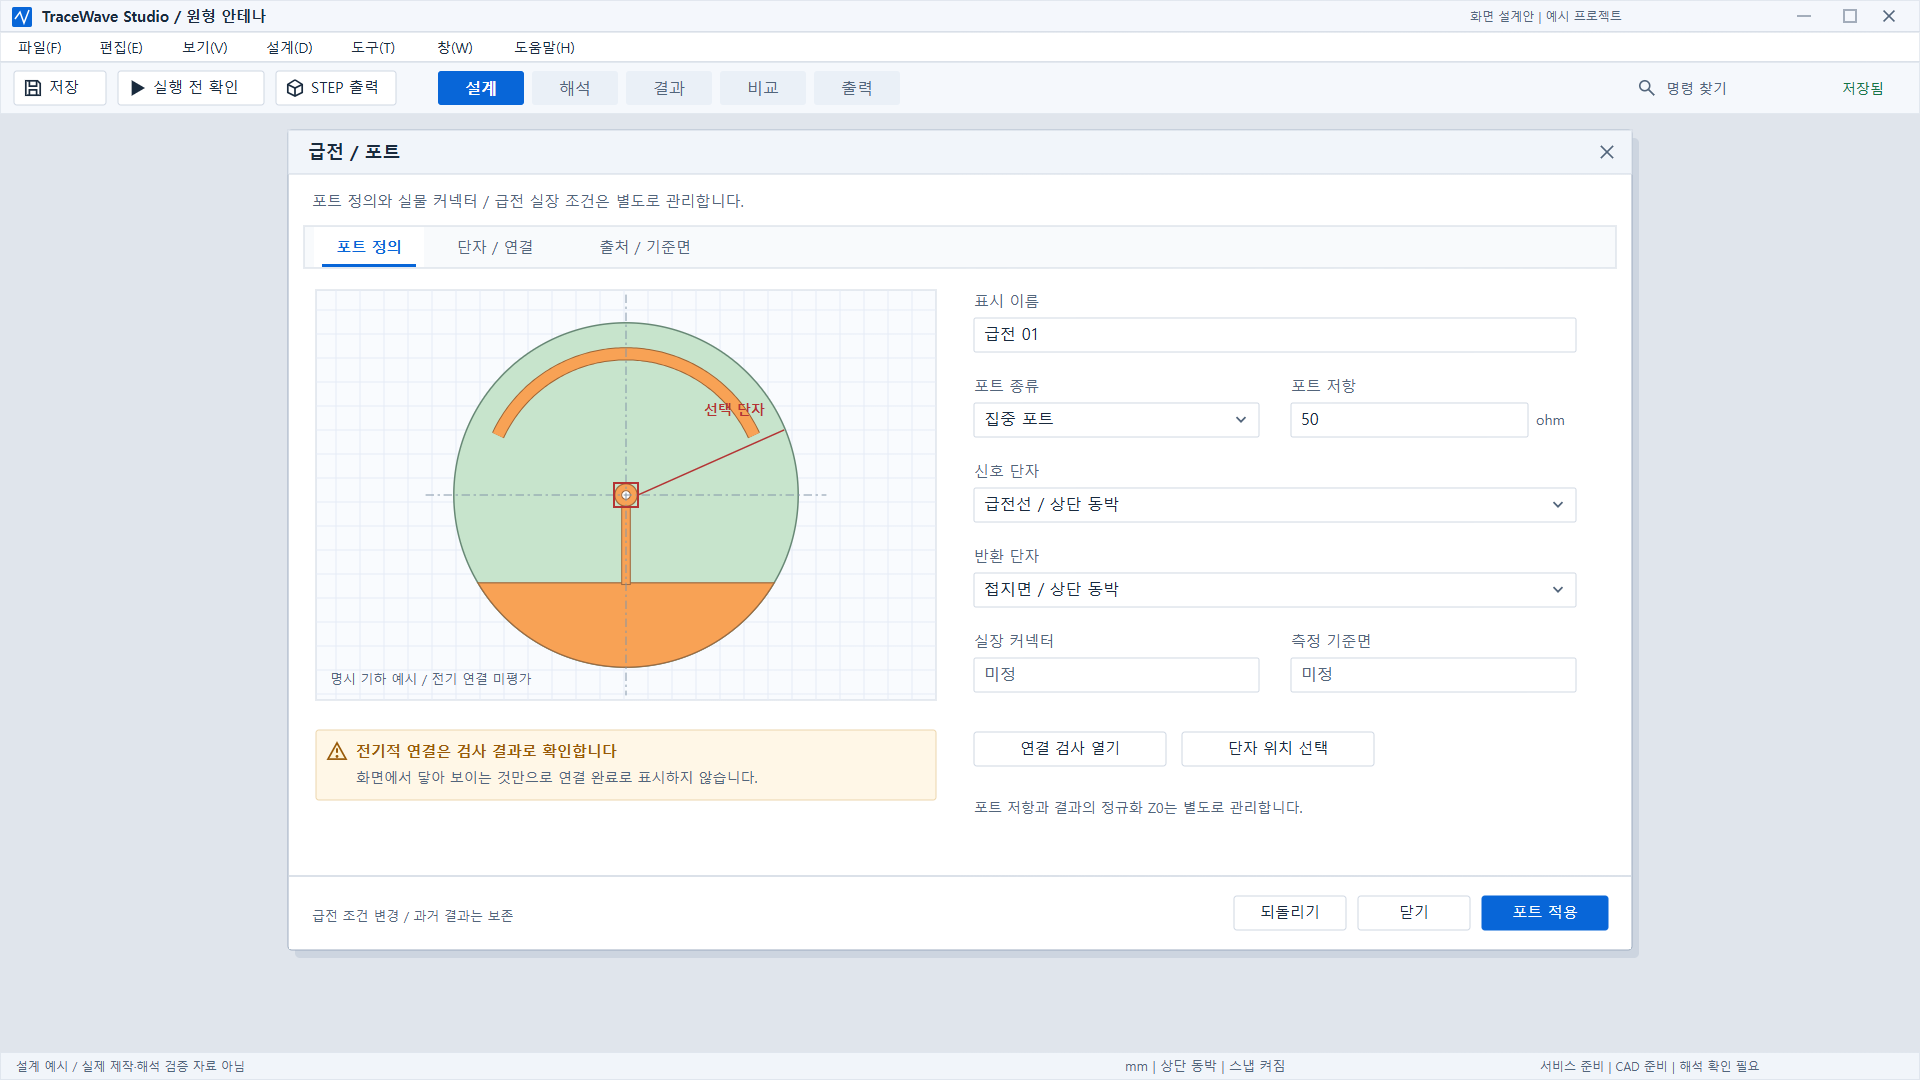 TraceWave Studio / 원형 안테나
화면 설계안 | 예시 프로젝트
파일(F) 편집(E) 보기(V) 설계(D) 도구(T) 창(W) 도움말(H)
저장 실행 전 확인 STEP 출력 설계 해석 결과 비교 출력 명령 찾기 저장됨
급전 / 포트
포트 정의와 실물 커넥터 / 급전 실장 조건은 별도로 관리합니다.
포트 정의 단자 / 연결 출처 / 기준면
선택 단자
명시 기하 예시 / 전기 연결 미평가
전기적 연결은 검사 결과로 확인합니다
화면에서 닿아 보이는 것만으로 연결 완료로 표시하지 않습니다.
표시 이름
급전 01
포트 종류 포트 저항
집중 포트 50 ohm
신호 단자
급전선 / 상단 동박
반환 단자
접지면 / 상단 동박
실장 커넥터 측정 기준면
미정 미정
연결 검사 열기 단자 위치 선택
포트 저항과 결과의 정규화 Z0는 별도로 관리합니다.
급전 조건 변경 / 과거 결과는 보존
되돌리기 닫기 포트 적용
설계 예시 / 실제 제작·해석 검증 자료 아님
mm | 상단 동박 | 스냅 켜짐
서비스 준비 | CAD 준비 | 해석 확인 필요